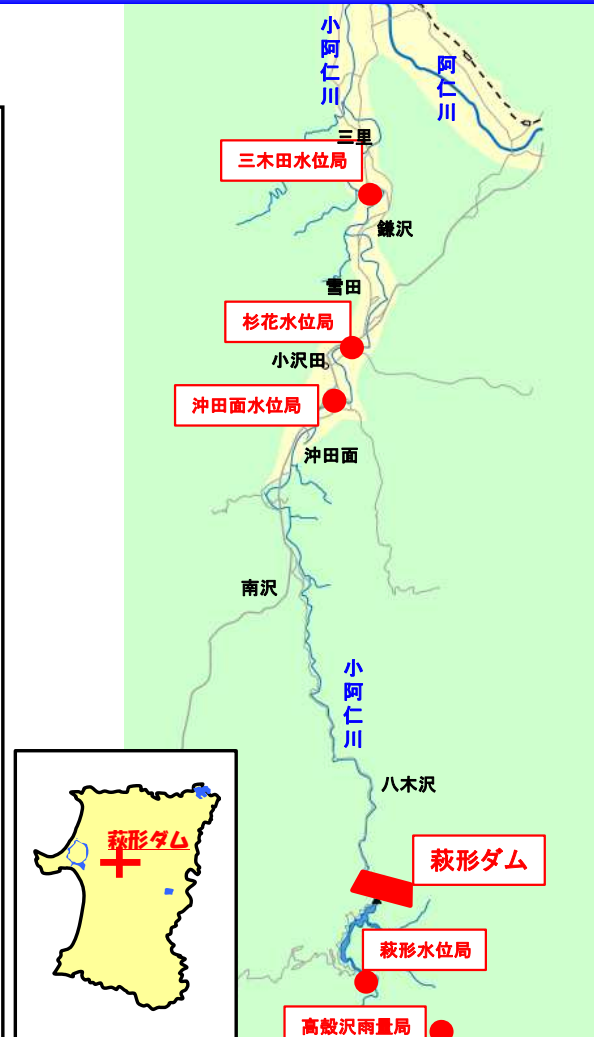 小阿仁川
阿仁川
三里
三木田水位局
鎌沢
雪田
杉花水位局
小沢田
沖田面水位局
沖田面
南沢
小阿仁川
八木沢
萩形ダム
萩形ダム
萩形水位局
高殻沢雨量局